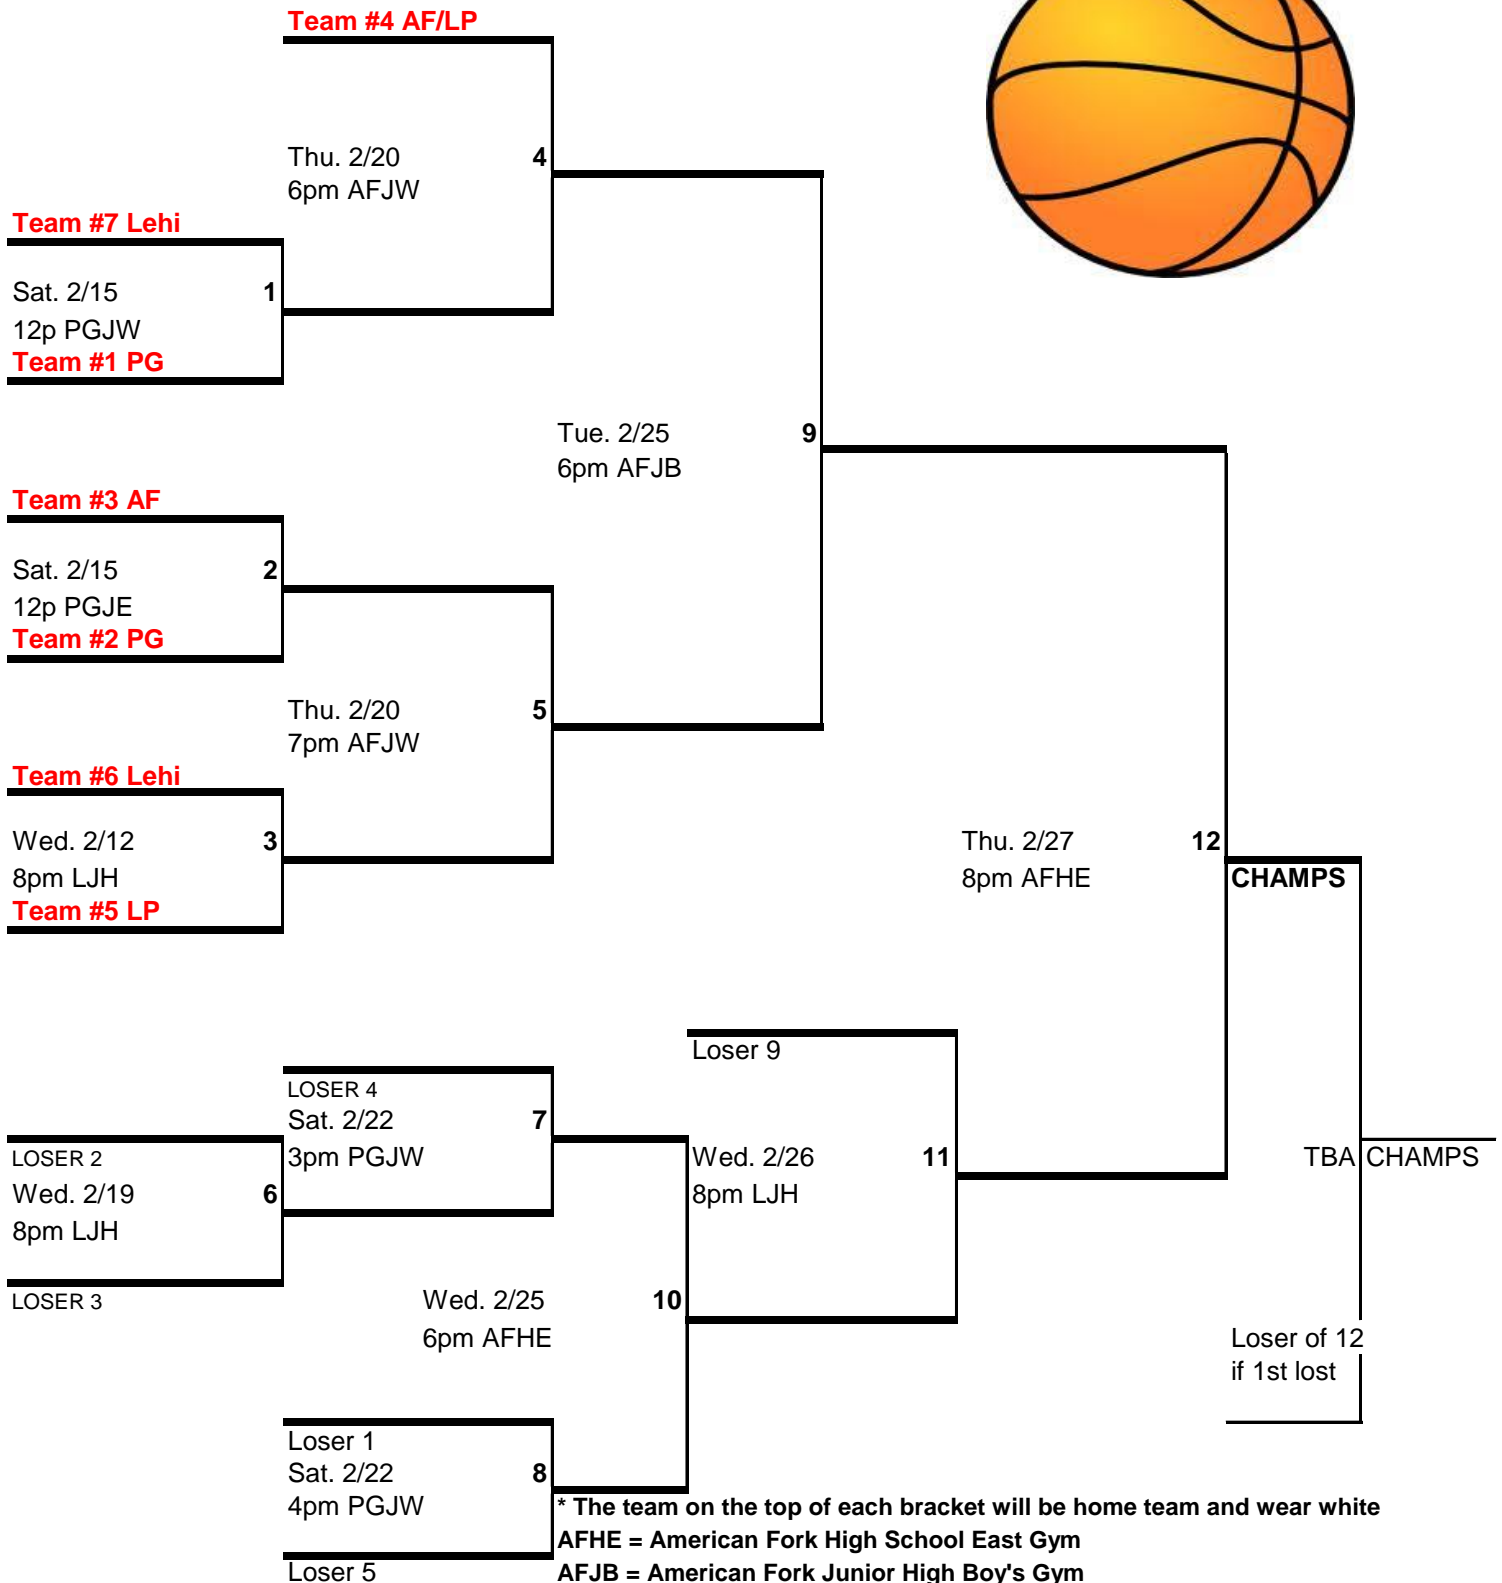 Team #4 AF/LP
Thu. 2/20 4
6pm AFJW
Team #7 Lehi
Sat. 2/15 1
12p PGJW
Team #1 PG
Tue. 2/25 9
6pm AFJB
Team #3 AF
Sat. 2/15 2
12p PGJE
Team #2 PG
Thu. 2/20 5
7pm AFJW
Team #6 Lehi
Wed. 2/12 3
8pm LJH
Team #5 LP
Thu. 2/27 12
8pm AFHE
CHAMPS
Loser 9
LOSER 4
Sat. 2/22 7
3pm PGJW
LOSER 2
Wed. 2/19 6
8pm LJH
LOSER 3
Wed. 2/26 11
8pm LJH
TBA CHAMPS
Wed. 2/25 10
6pm AFHE
Loser of 12
if 1st lost
Loser 1
Sat. 2/22 8
4pm PGJW
Loser 5
* The team on the top of each bracket will be home team and wear white
AFHE = American Fork High School East Gym
AFJB = American Fork Junior High Boy's Gym